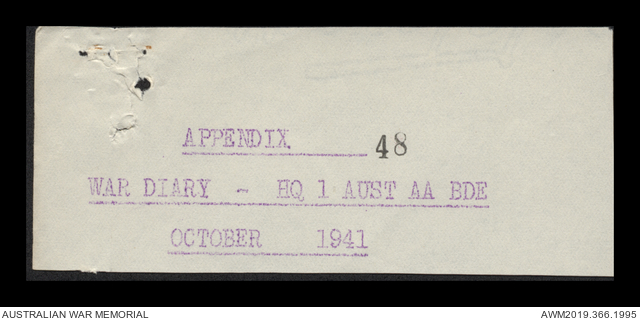 APPENDIX 48
WAR DIARY - HQ 1 AUST AA BDE
OCTOBER 1941
AUSTRALIAN WAR MEMORIAL
AWM2019.366.1995